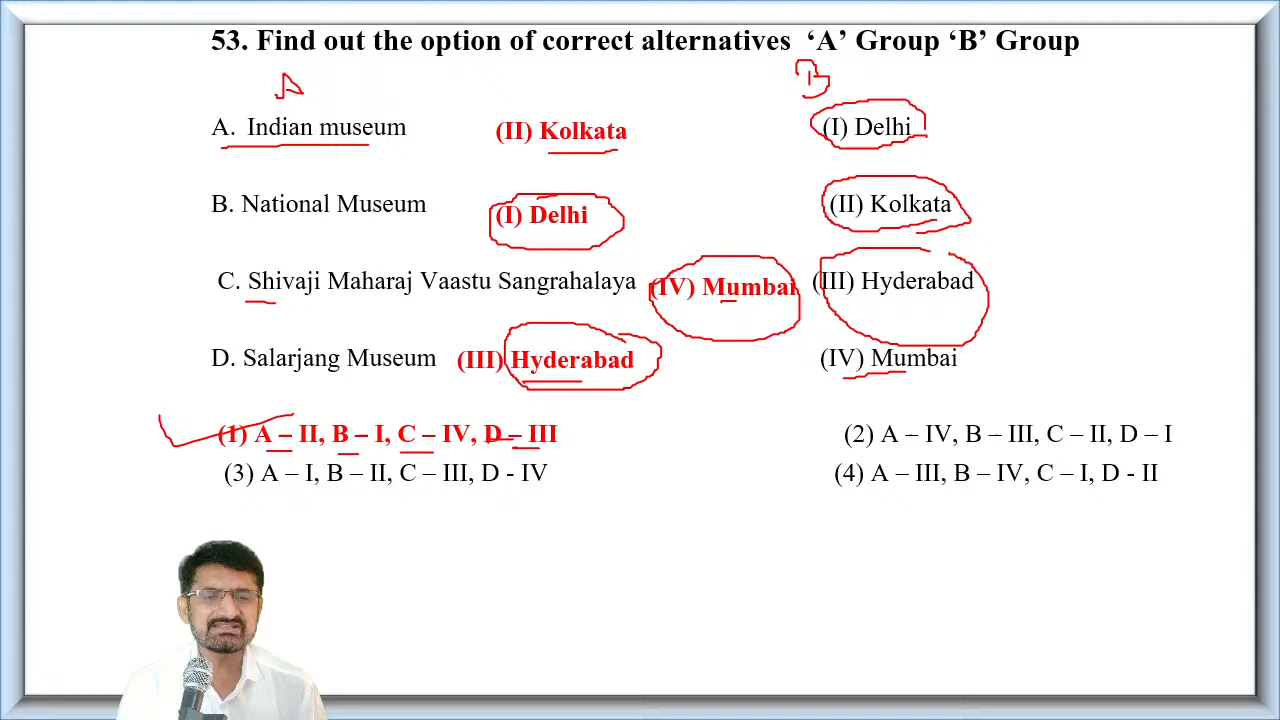 53. Find out the option of correct alternatives ‘A’ Group ‘B’ Group
A B
A. Indian museum (II) Kolkata (I) Delhi
B. National Museum (I) Delhi (II) Kolkata
C. Shivaji Maharaj Vaastu Sangrahalaya (IV) Mumbai (III) Hyderabad
D. Salarjang Museum (III) Hyderabad (IV) Mumbai
(1) A – II, B – I, C – IV, D – III (2) A – IV, B – III, C – II, D – I
(3) A – I, B – II, C – III, D - IV (4) A – III, B – IV, C – I, D - II